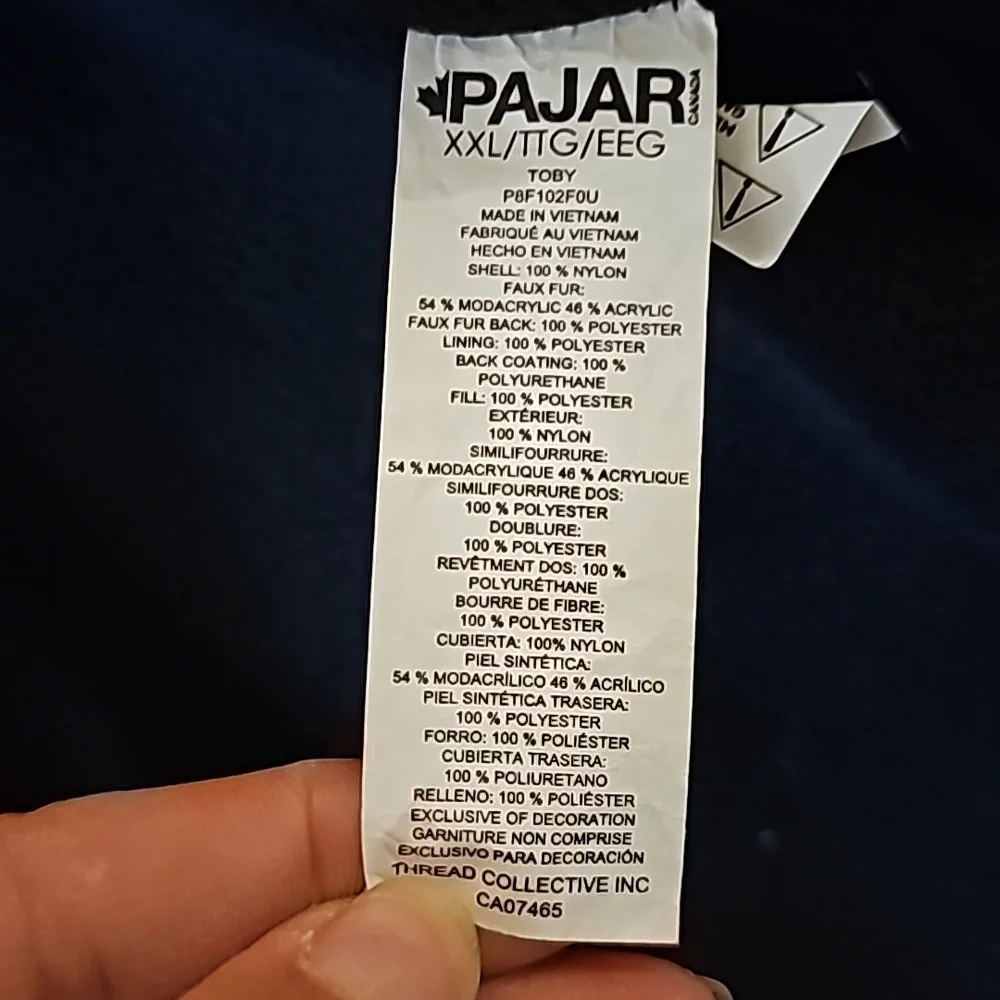 PAJAR CANADA
XXL/TTG/EEG
TOBY
P8F102F0U
MADE IN VIETNAM
FABRIQUÉ AU VIETNAM
HECHO EN VIETNAM
SHELL: 100 % NYLON
FAUX FUR:
54 % MODACRYLIC 46 % ACRYLIC
FAUX FUR BACK: 100 % POLYESTER
LINING: 100 % POLYESTER
BACK COATING: 100 %
POLYURETHANE
FILL: 100 % POLYESTER
EXTÉRIEUR:
100 % NYLON
SIMILIFOURRURE:
54 % MODACRYLIQUE 46 % ACRYLIQUE
SIMILIFOURRURE DOS:
100 % POLYESTER
DOUBLURE:
100 % POLYESTER
REVÊTMENT DOS: 100 %
POLYURÉTHANE
BOURRE DE FIBRE:
100 % POLYESTER
CUBIERTA: 100% NYLON
PIEL SINTÉTICA:
54 % MODACRÍLICO 46 % ACRÍLICO
PIEL SINTÉTICA TRASERA:
100 % POLYESTER
FORRO: 100 % POLIÉSTER
CUBIERTA TRASERA:
100 % POLIURETANO
RELLENO: 100 % POLIÉSTER
EXCLUSIVE OF DECORATION
GARNITURE NON COMPRISE
EXCLUSIVO PARA DECORACIÓN
THREAD COLLECTIVE INC
CA07465